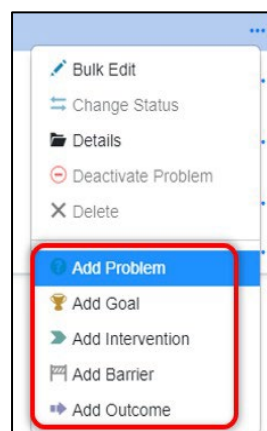 Bulk Edit
Change Status
Details
Deactivate Problem
Delete
Add Problem
Add Goal
Add Intervention
Add Barrier
Add Outcome